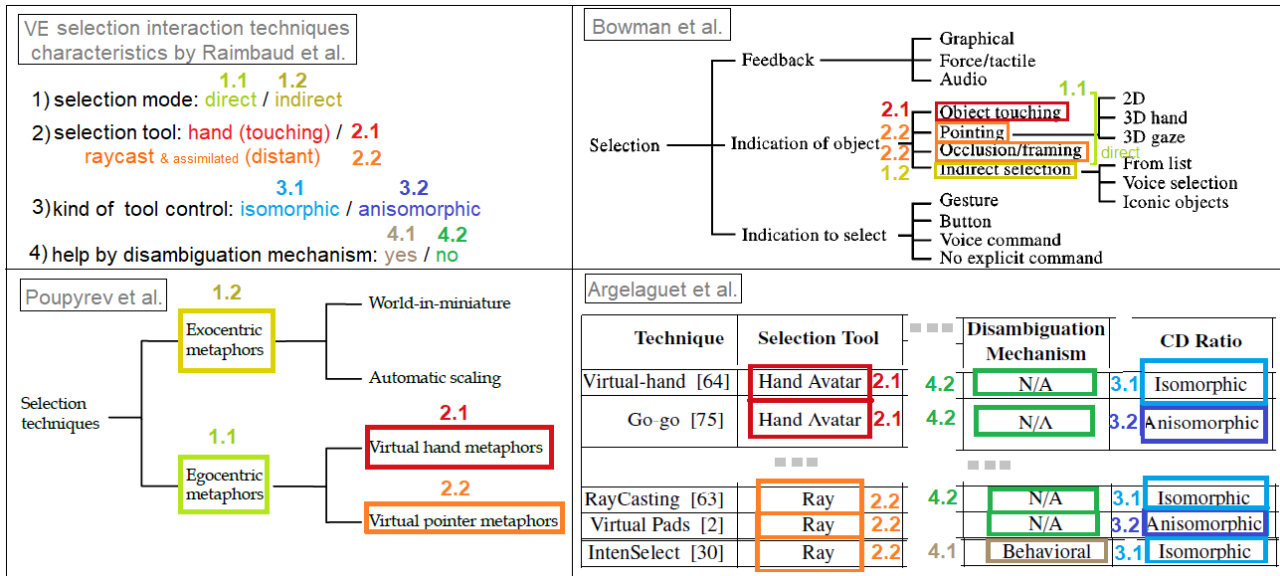 VE selection interaction techniques
characteristics by Raimbaud et al.
1.1 1.2
1) selection mode: direct / indirect
2) selection tool: hand (touching) / 2.1
raycast & assimilated (distant) 2.2
3.1 3.2
3) kind of tool control: isomorphic / anisomorphic
4.1 4.2
4) help by disambiguation mechanism: yes / no
Bowman et al.
Selection
Feedback
Graphical
Force/tactile
Audio
Indication of object
1.1
direct
2.1 Object touching
2.2 Pointing
2D
3D hand
3D gaze
2.2 Occlusion/framing
1.2 Indirect selection
From list
Voice selection
Iconic objects
Indication to select
Gesture
Button
Voice command
No explicit command
Poupyrev et al.
Selection
techniques
1.2
Exocentric
metaphors
World-in-miniature
Automatic scaling
1.1
Egocentric
metaphors
2.1
Virtual hand metaphors
2.2
Virtual pointer metaphors
Argelaguet et al.
Technique Selection Tool Disambiguation Mechanism CD Ratio
Virtual-hand [64] Hand Avatar 2.1 4.2 N/A 3.1 Isomorphic
Go-go [75] Hand Avatar 2.1 4.2 N/A 3.2 Anisomorphic
RayCasting [63] Ray 2.2 4.2 N/A 3.1 Isomorphic
Virtual Pads [2] Ray 2.2 N/A 3.2 Anisomorphic
IntenSelect [30] Ray 2.2 4.1 Behavioral 3.1 Isomorphic